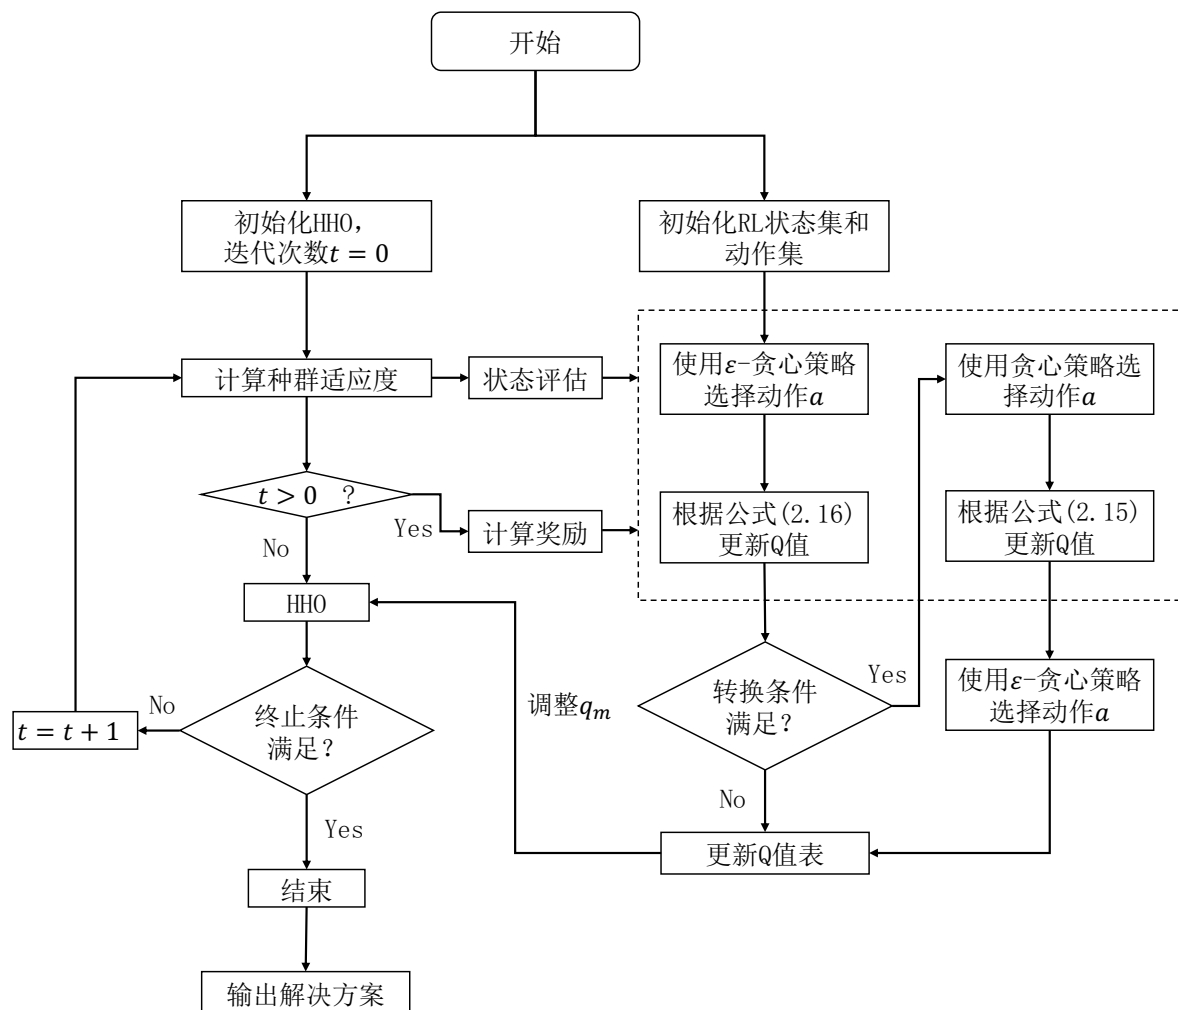 开始
初始化HHO，
迭代次数t = 0
初始化RL状态集和
动作集
计算种群适应度
状态评估
使用ε-贪心策略
选择动作a
使用贪心策略选
择动作a
t > 0 ？
Yes
计算奖励
No
根据公式(2.16)
更新Q值
根据公式(2.15)
更新Q值
HHO
终止条件
满足？
No
t = t + 1
调整qₘ
转换条件
满足？
Yes
使用ε-贪心策略
选择动作a
No
Yes
更新Q值表
结束
输出解决方案